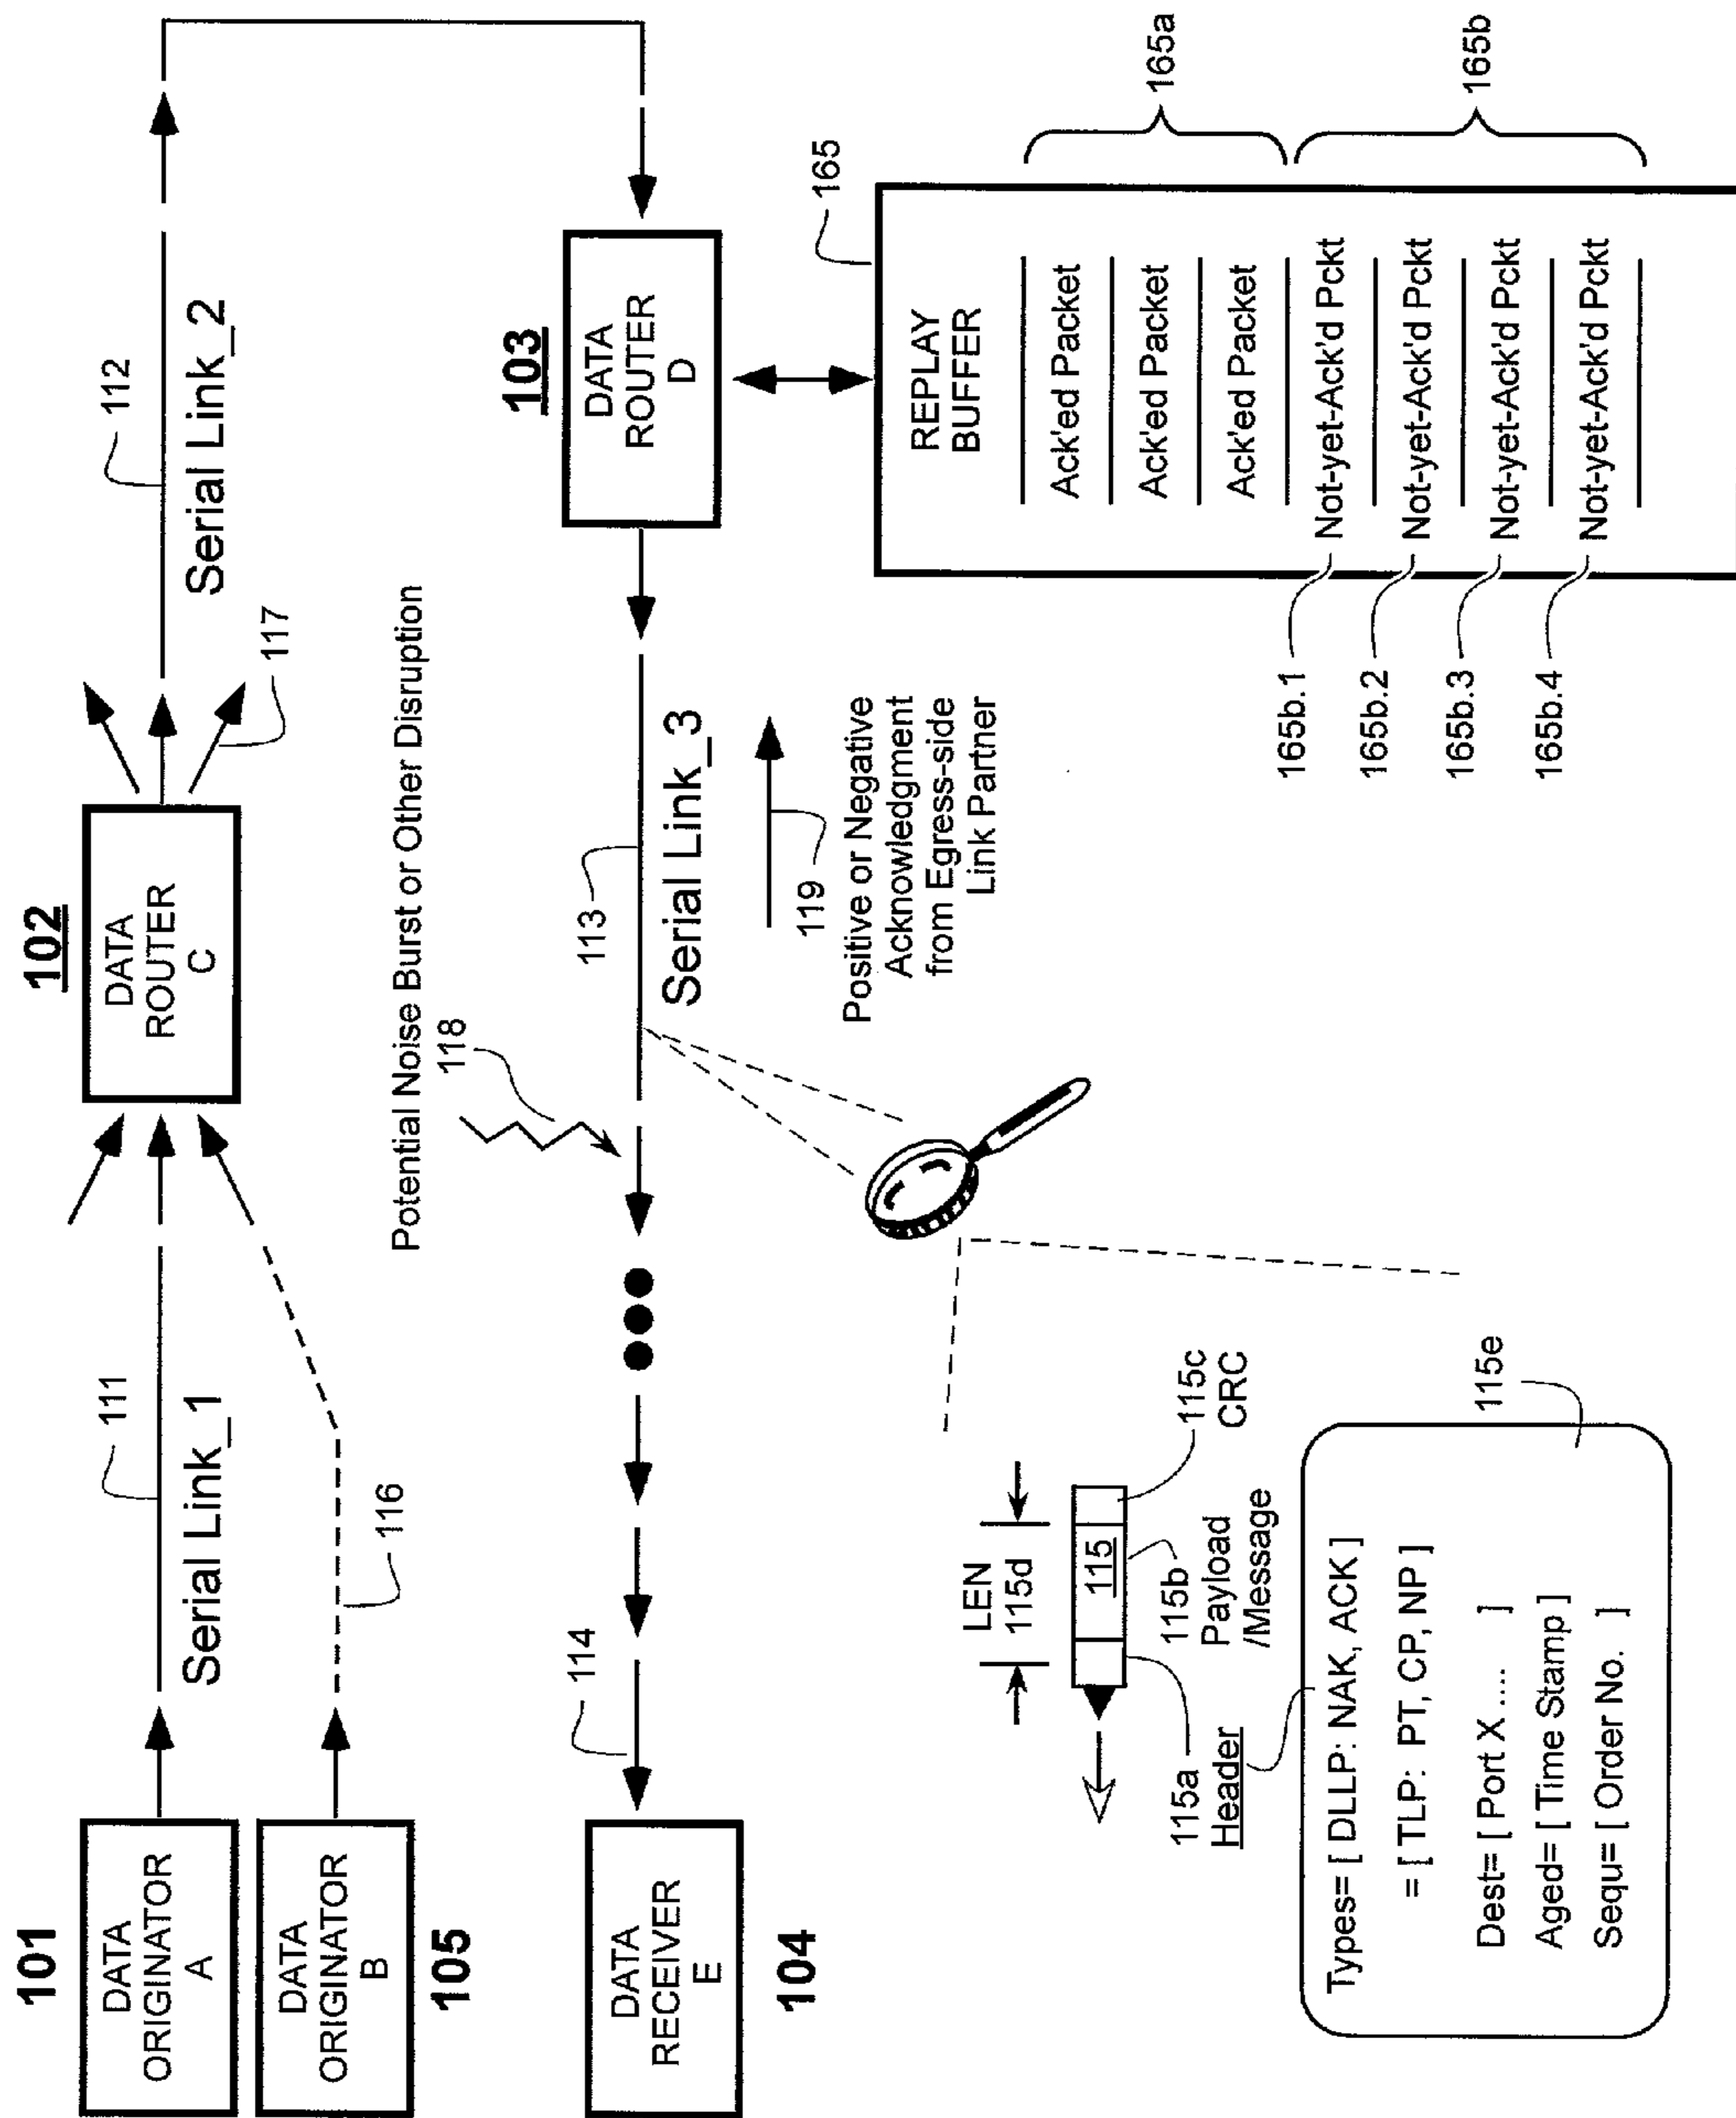 101
DATA
ORIGINATOR
A
DATA
ORIGINATOR
B
105
111
Serial Link_1
116
102
DATA
ROUTER
C
117
112
Serial Link_2
DATA
RECEIVER
E
104
114
Potential Noise Burst or Other Disruption
118
113
Serial Link_3
119
Positive or Negative
Acknowledgment
from Egress-side
Link Partner
103
DATA
ROUTER
D
165
REPLAY
BUFFER
Ack'ed Packet
Ack'ed Packet
Ack'ed Packet
Not-yet-Ack'd Pckt
Not-yet-Ack'd Pckt
Not-yet-Ack'd Pckt
Not-yet-Ack'd Pckt
165a
165b
165b.1
165b.2
165b.3
165b.4
LEN
115d
115
115a
Header
115b
Payload
/Message
115c
CRC
115e
Types= [ DLLP: NAK, ACK ]
= [ TLP: PT, CP, NP ]
Dest= [ Port X .... ]
Aged= [ Time Stamp ]
Sequ= [ Order No. ]